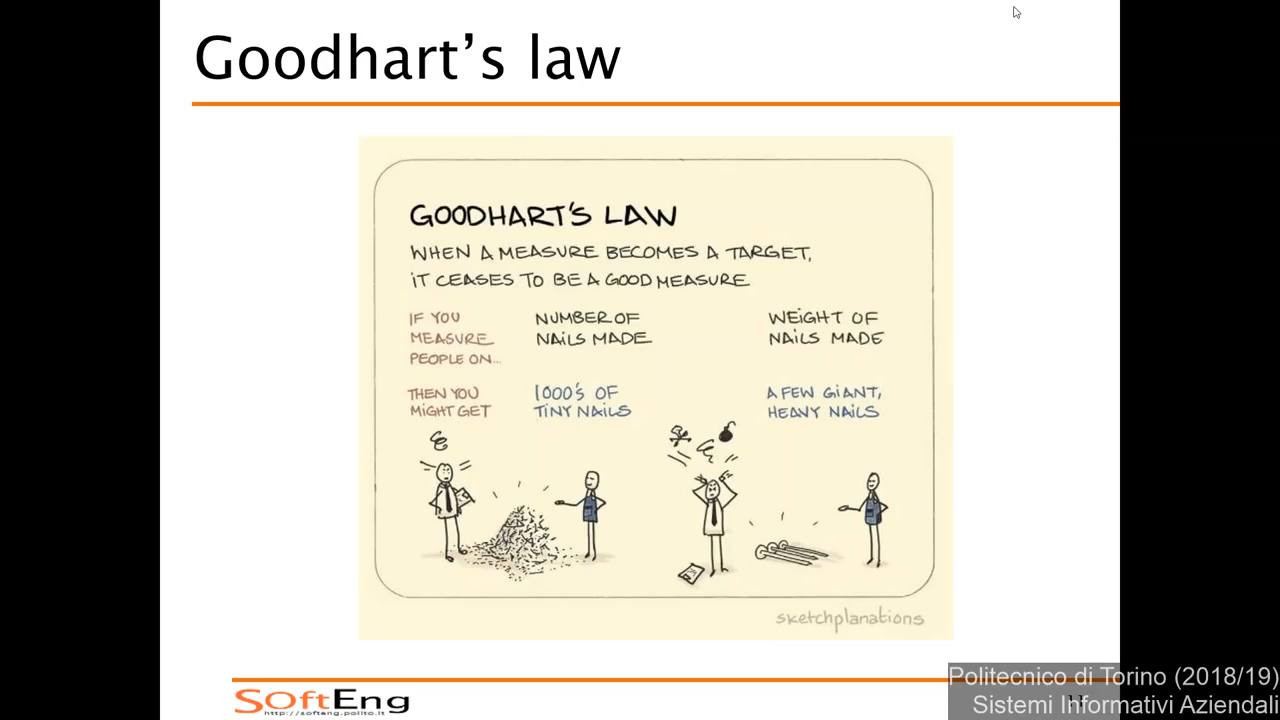 Goodhart's law
GOODHART'S LAW
WHEN A MEASURE BECOMES A TARGET,
IT CEASES TO BE A GOOD MEASURE
IF YOU
MEASURE
PEOPLE ON...
NUMBER OF
NAILS MADE
WEIGHT OF
NAILS MADE
THEN YOU
MIGHT GET
1000'S OF
TINY NAILS
A FEW GIANT,
HEAVY NAILS
sketchplanations
SoftEng
http://softeng.polito.it
Politecnico di Torino (2018/19)
Sistemi Informativi Aziendali